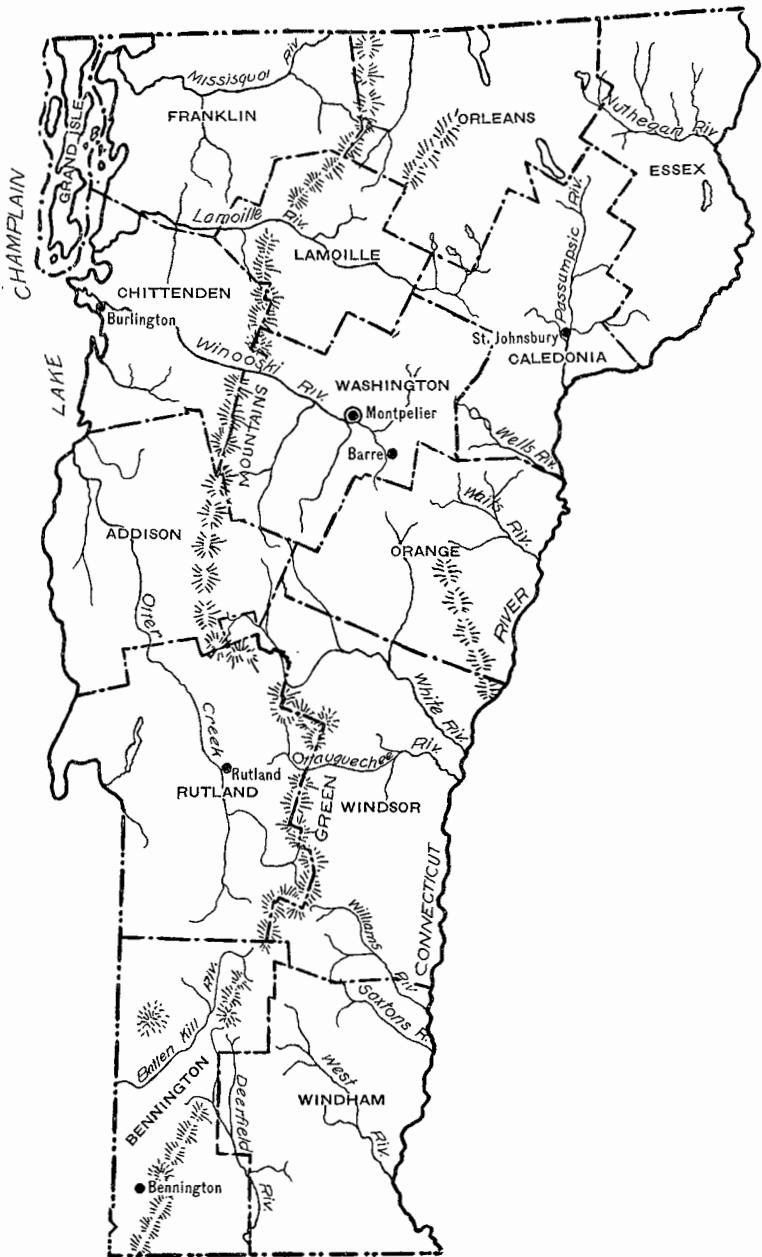 Missisquoi Riv.
FRANKLIN
GRAND ISLE
ORLEANS
Nulhegan Riv.
ESSEX
LAKE CHAMPLAIN
Lamoille Riv.
LAMOILLE
CHITTENDEN
Burlington
Passumpsic Riv.
St. Johnsbury
CALEDONIA
Winooski Riv.
WASHINGTON
Montpelier
Barre
Wells Riv.
Waits Riv.
GREEN MOUNTAINS
ADDISON
ORANGE
Otter Creek
CONNECTICUT RIVER
White Riv.
Ottauquechee Riv.
Rutland
RUTLAND
WINDSOR
Williams Riv.
Saxtons R.
Batten Kill Riv.
BENNINGTON
Deerfield Riv.
West Riv.
WINDHAM
Bennington